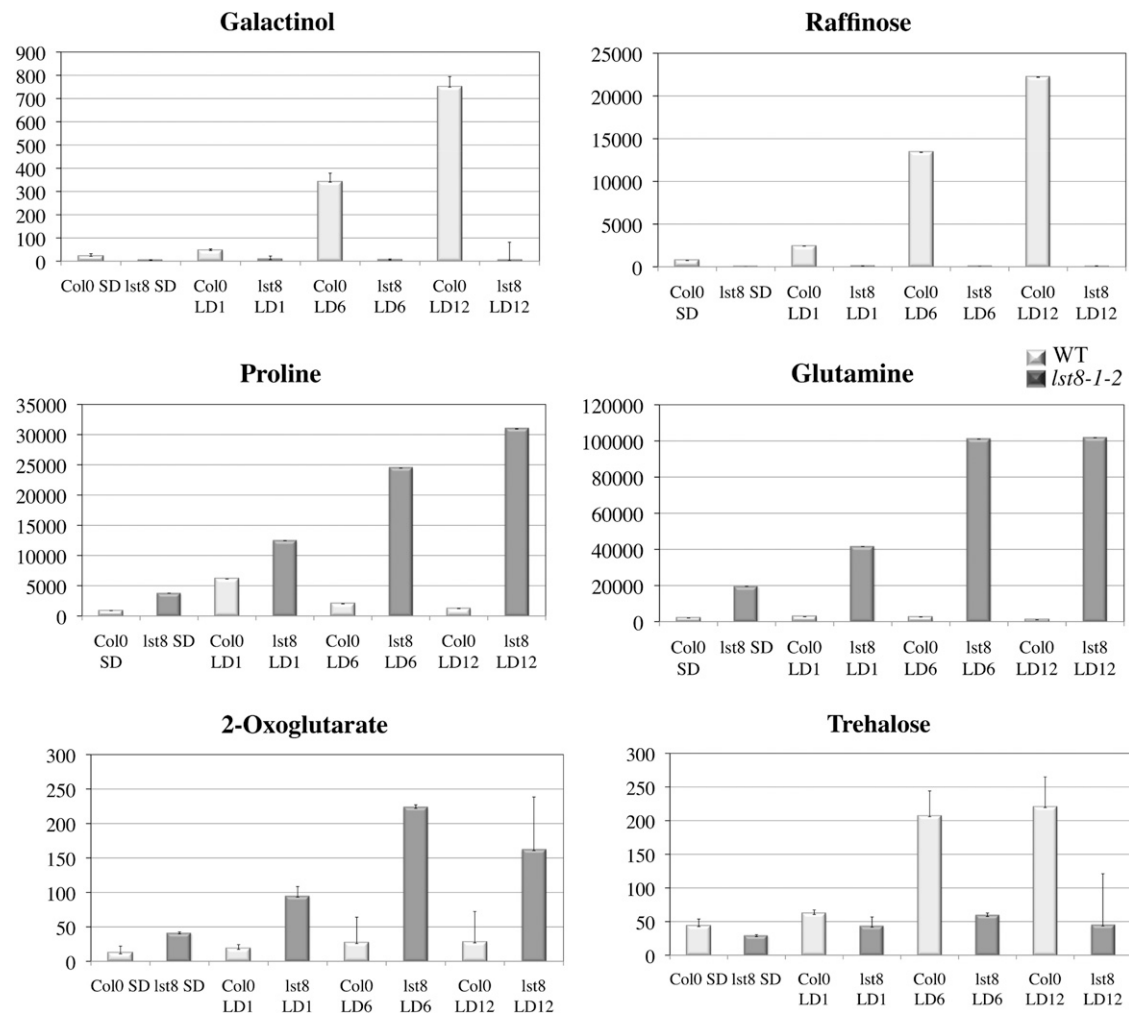 Galactinol
900
800
700
600
500
400
300
200
100
0
Col0 SD lst8 SD Col0 lst8 Col0 lst8 Col0 lst8
LD1 LD1 LD6 LD6 LD12 LD12
Raffinose
25000
20000
15000
10000
5000
0
Col0 lst8 SD Col0 lst8 Col0 lst8 Col0 lst8
SD LD1 LD1 LD6 LD6 LD12 LD12
WT
lst8-1-2
Proline
35000
30000
25000
20000
15000
10000
5000
0
Col0 lst8 SD Col0 lst8 Col0 lst8 Col0 lst8
SD LD1 LD1 LD6 LD6 LD12 LD12
Glutamine
120000
100000
80000
60000
40000
20000
0
Col0 lst8 SD Col0 lst8 Col0 lst8 Col0 lst8
SD LD1 LD1 LD6 LD6 LD12 LD12
2-Oxoglutarate
300
250
200
150
100
50
0
Col0 SD lst8 SD Col0 lst8 Col0 lst8 Col0 lst8
LD1 LD1 LD6 LD6 LD12 LD12
Trehalose
300
250
200
150
100
50
0
Col0 SD lst8 SD Col0 lst8 Col0 lst8 Col0 lst8
LD1 LD1 LD6 LD6 LD12 LD12